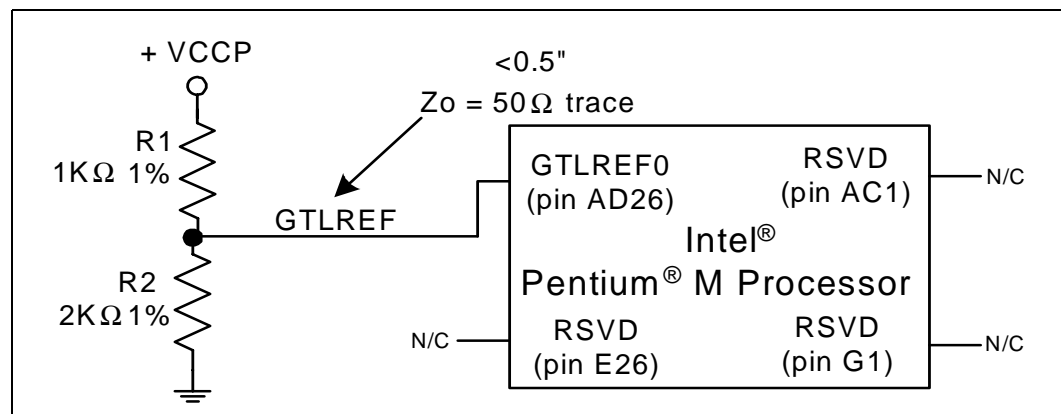 + VCCP
<0.5"
Zo = 50Ω trace
R1
1KΩ 1%
GTLREF
R2
2KΩ 1%
GTLREF0
(pin AD26)
RSVD
(pin AC1)
N/C
Intel®
Pentium® M Processor
N/C
RSVD
(pin E26)
RSVD
(pin G1)
N/C